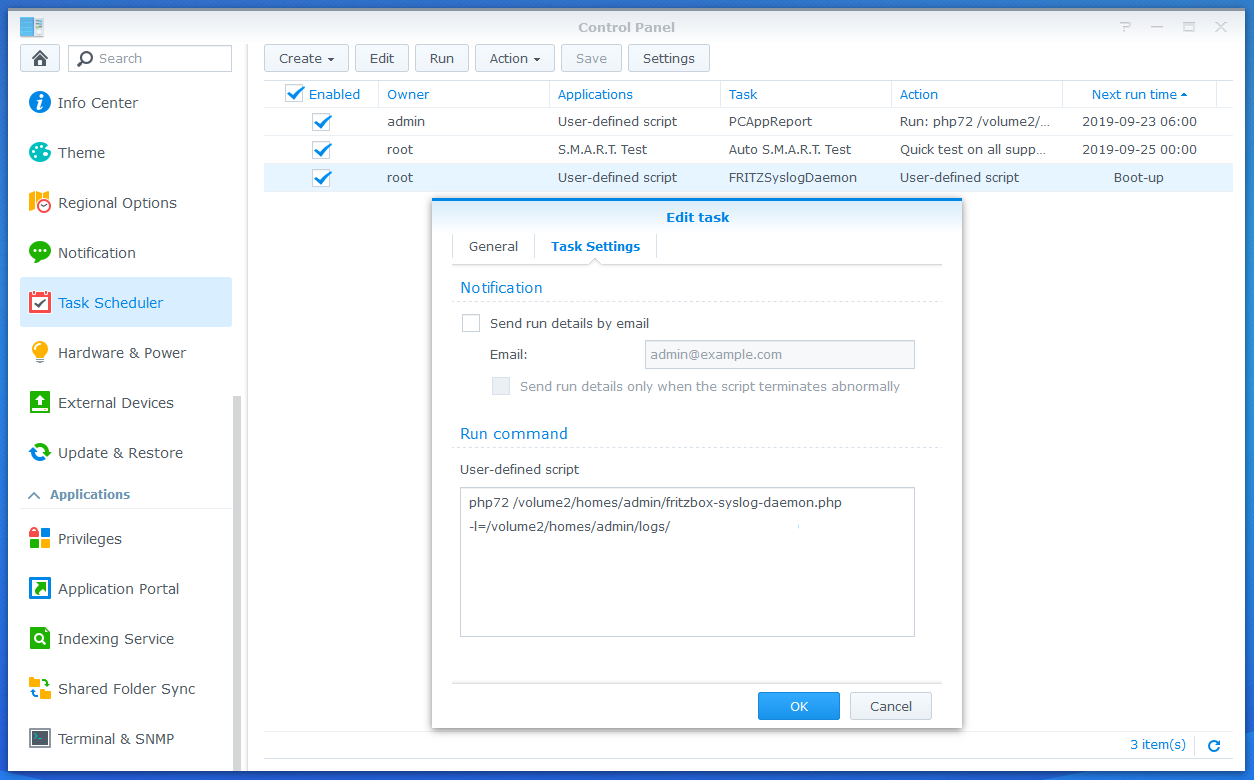 Control Panel
Search
Info Center
Theme
Regional Options
Notification
Task Scheduler
Hardware & Power
External Devices
Update & Restore
Applications
Privileges
Application Portal
Indexing Service
Shared Folder Sync
Terminal & SNMP
Create Edit Run Action Save Settings
Enabled Owner Applications Task Action Next run time
admin User-defined script PCAppReport Run: php72 /volume2/... 2019-09-23 06:00
root S.M.A.R.T. Test Auto S.M.A.R.T. Test Quick test on all supp... 2019-09-25 00:00
root User-defined script FRITZSyslogDaemon User-defined script Boot-up
Edit task
General Task Settings
Notification
Send run details by email
Email: admin@example.com
Send run details only when the script terminates abnormally
Run command
User-defined script
php72 /volume2/homes/admin/fritzbox-syslog-daemon.php
-l=/volume2/homes/admin/logs/
OK Cancel
3 item(s)